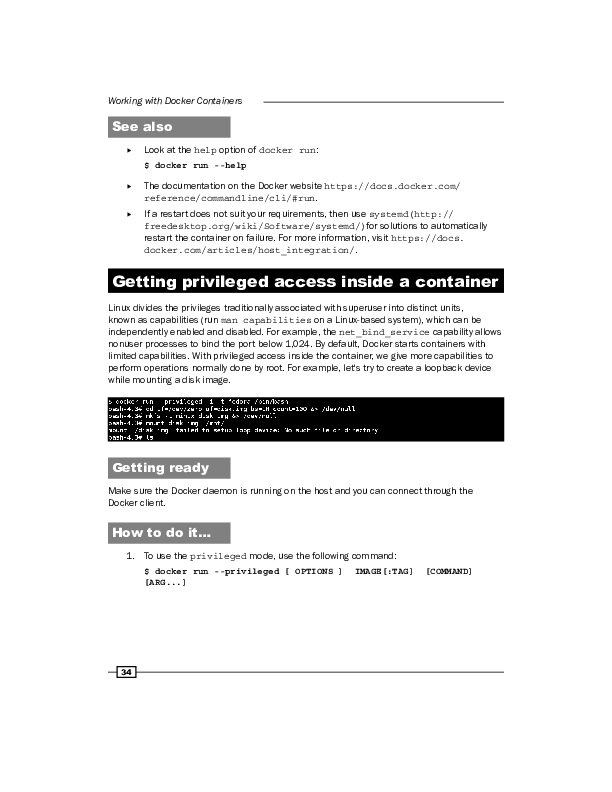 Working with Docker Containers
See also
Look at the help option of docker run:
$ docker run --help
The documentation on the Docker website https://docs.docker.com/
reference/commandline/cli/#run.
If a restart does not suit your requirements, then use systemd (http://
freedesktop.org/wiki/Software/systemd/) for solutions to automatically
restart the container on failure. For more information, visit https://docs.
docker.com/articles/host_integration/.
Getting privileged access inside a container
Linux divides the privileges traditionally associated with superuser into distinct units,
known as capabilities (run man capabilities on a Linux-based system), which can be
independently enabled and disabled. For example, the net_bind_service capability allows
nonuser processes to bind the port below 1,024. By default, Docker starts containers with
limited capabilities. With privileged access inside the container, we give more capabilities to
perform operations normally done by root. For example, let's try to create a loopback device
while mounting a disk image.
$ docker run --privileged -i -t fedora /bin/bash
bash-4.3# dd if=/dev/zero of=disk.img bs=1M count=100 &> /dev/null
bash-4.3# mkfs -t minix disk.img &> /dev/null
bash-4.3# mount disk.img /mnt/
mount: /disk.img: failed to setup loop device: No such file or directory
bash-4.3# ls
Getting ready
Make sure the Docker daemon is running on the host and you can connect through the
Docker client.
How to do it…
1. To use the privileged mode, use the following command:
$ docker run --privileged [ OPTIONS ] IMAGE[:TAG] [COMMAND]
[ARG...]
34